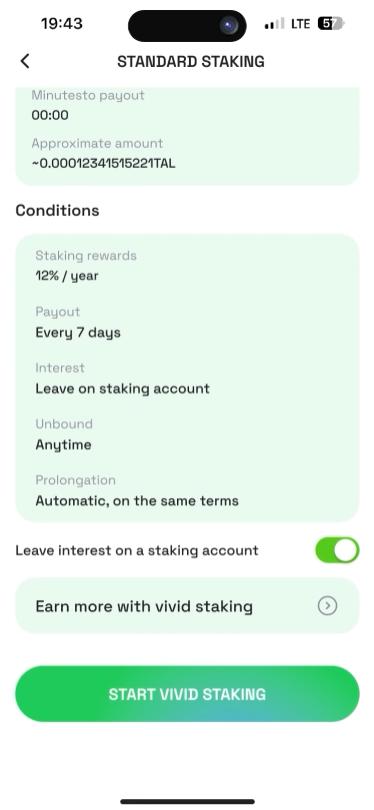 19:43
LTE
57
STANDARD STAKING
Minutesto payout
00:00
Approximate amount
~0.00012341515221TAL
Conditions
Staking rewards
12% / year
Payout
Every 7 days
Interest
Leave on staking account
Unbound
Anytime
Prolongation
Automatic, on the same terms
Leave interest on a staking account
Earn more with vivid staking
START VIVID STAKING